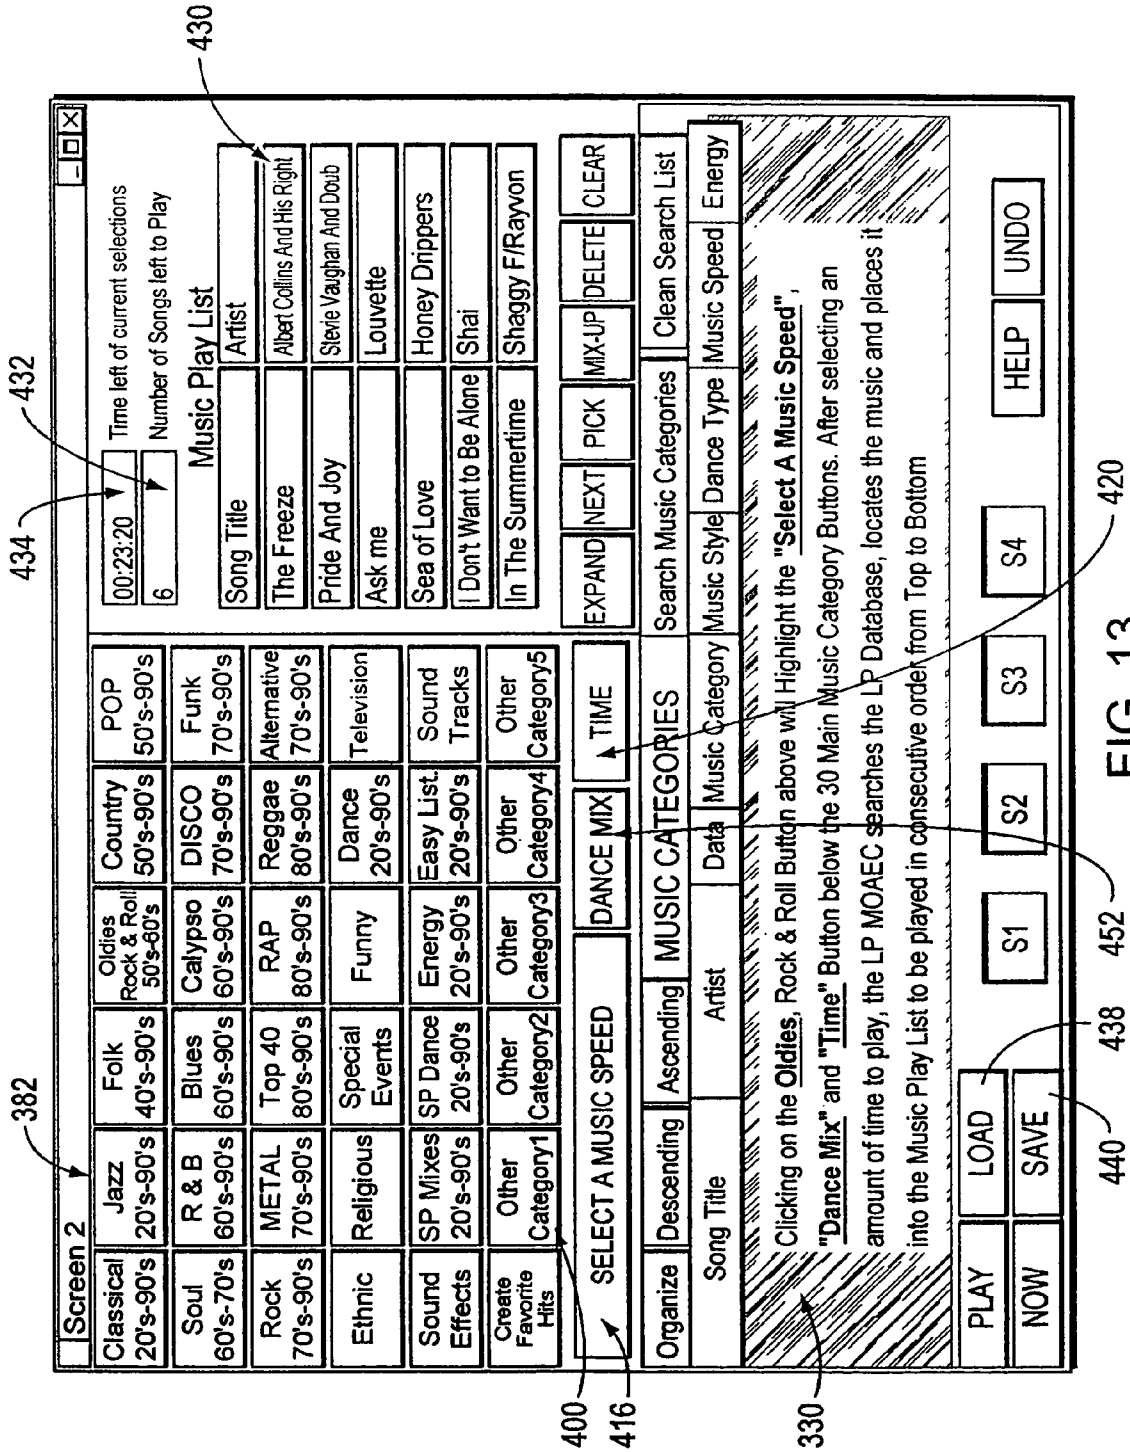 382
434
432
430
Screen 2
Classical
20's-90's
Jazz
20's-90's
Folk
40's-90's
Oldies
Rock & Roll
50's-60's
Country
50's-90's
POP
50's-90's
Soul
60's-70's
R & B
60's-90's
Blues
60's-90's
Calypso
60's-90's
DISCO
70's-90's
Funk
70's-90's
Rock
70's-90's
METAL
70's-90's
Top 40
80's-90's
RAP
80's-90's
Reggae
80's-90's
Alternative
70's-90's
Ethnic
Religious
Special
Events
Funny
Dance
20's-90's
Television
Sound
Effects
SP Mixes
20's-90's
SP Dance
20's-90's
Energy
20's-90's
Easy List.
20's-90's
Sound
Tracks
Create
Favorite
Hits
Other
Category1
Other
Category2
Other
Category3
Other
Category4
Other
Category5
SELECT A MUSIC SPEED
DANCE MIX
TIME
00:23:20 Time left of current selections
6 Number of Songs left to Play
Music Play List
Song Title Artist
The Freeze Albert Collins And His Right
Pride And Joy Stevie Vaughan And Doub
Ask me Louvette
Sea of Love Honey Drippers
I Don't Want to Be Alone Shai
In The Summertime Shaggy F/Rayvon
EXPAND NEXT PICK MIX-UP DELETE CLEAR
Organize Descending Ascending MUSIC CATEGORIES Search Music Categories Clean Search List
Song Title Artist Data Music Category Music Style Dance Type Music Speed Energy
Clicking on the Oldies, Rock & Roll Button above will Highlight the "Select A Music Speed",
"Dance Mix" and "Time" Button below the 30 Main Music Category Buttons. After selecting an
amount of time to play, the LP MOAEC searches the LP Database, locates the music and places it
into the Music Play List to be played in consecutive order from Top to Bottom
PLAY LOAD
NOW SAVE
S1 S2 S3 S4 HELP UNDO
400
416
330
440
438
452
420
FIG. 13